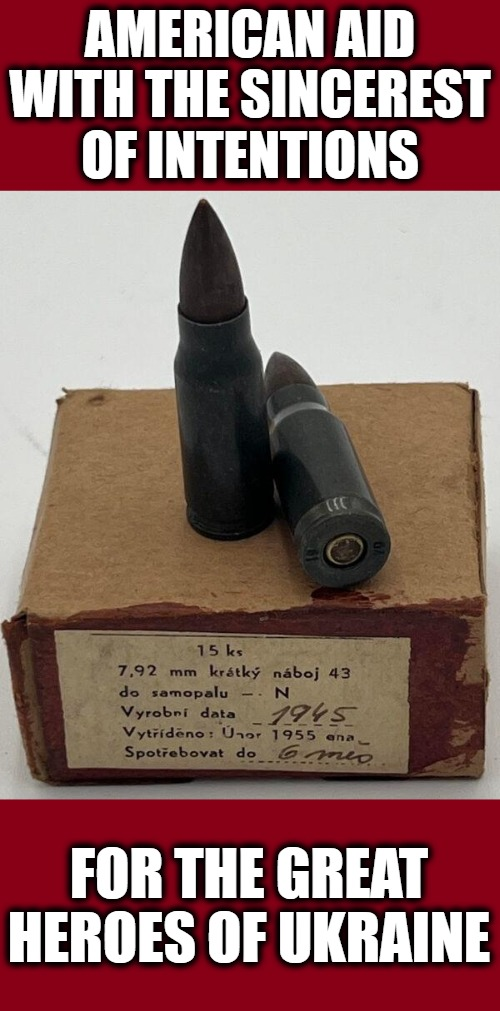 AMERICAN AID
WITH THE SINCEREST
OF INTENTIONS
15 ks
7,92 mm krátký náboj 43
do samopalu — N
Vyrobní data 1945
Vytříděno: Únor 1955
Spotřebovat do 6 měs
FOR THE GREAT
HEROES OF UKRAINE